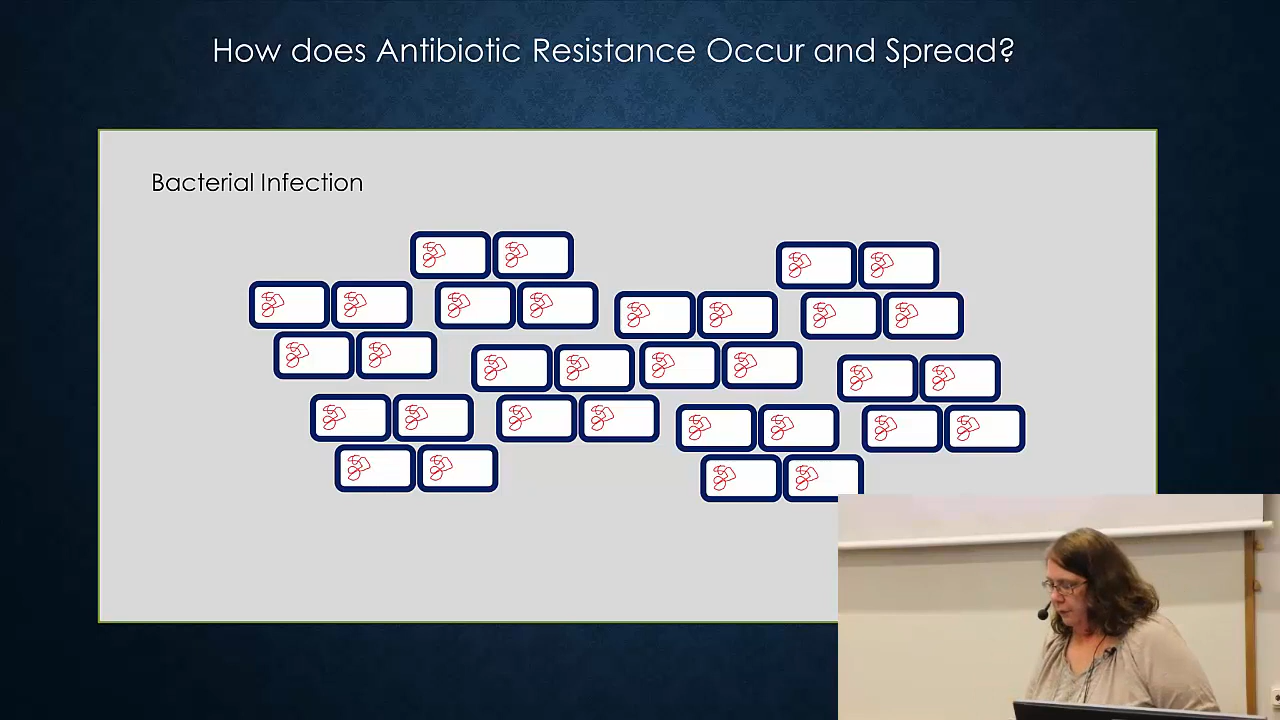 How does Antibiotic Resistance Occur and Spread?
Bacterial Infection